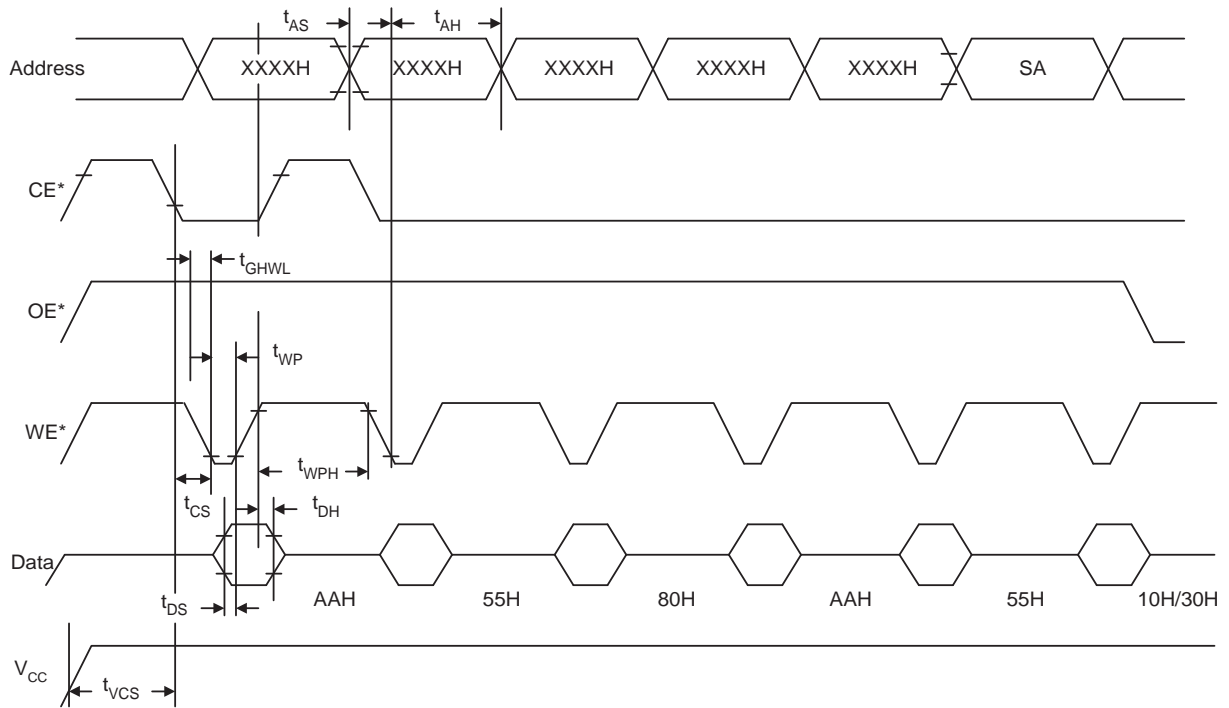 tAS tAH
Address XXXXH XXXXH XXXXH XXXXH XXXXH SA
CE*
tGHWL
OE*
tWP
WE*
tWPH
tCS tDH
Data
tDS AAH 55H 80H AAH 55H 10H/30H
VCC
tVCS